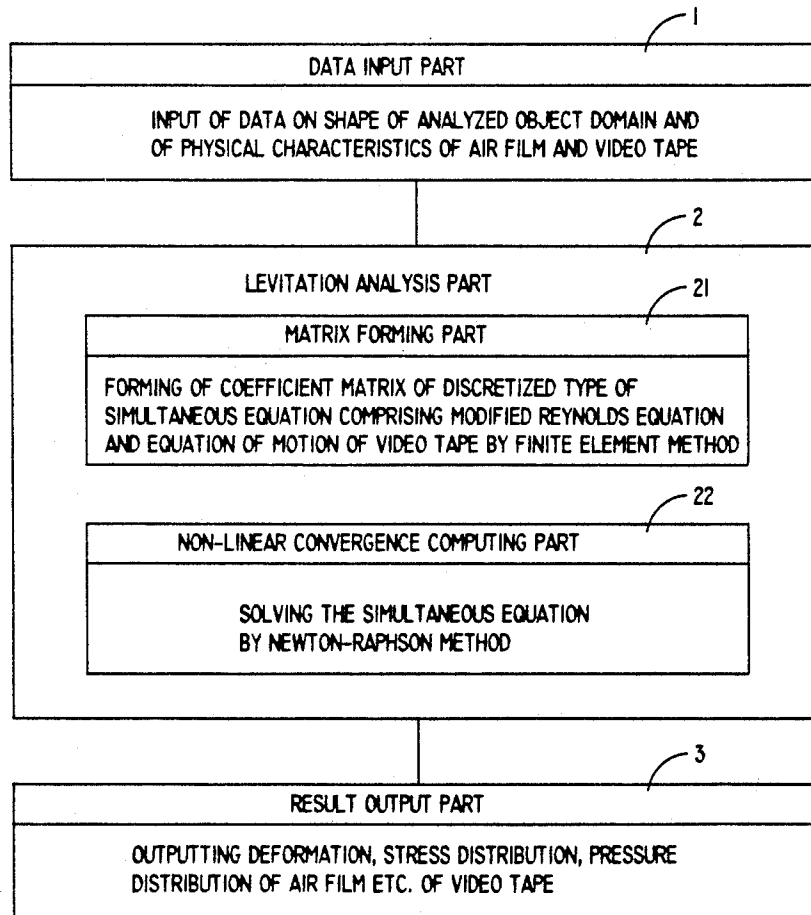 1
DATA INPUT PART
INPUT OF DATA ON SHAPE OF ANALYZED OBJECT DOMAIN AND
OF PHYSICAL CHARACTERISTICS OF AIR FILM AND VIDEO TAPE
2
LEVITATION ANALYSIS PART
21
MATRIX FORMING PART
FORMING OF COEFFICIENT MATRIX OF DISCRETIZED TYPE OF
SIMULTANEOUS EQUATION COMPRISING MODIFIED REYNOLDS EQUATION
AND EQUATION OF MOTION OF VIDEO TAPE BY FINITE ELEMENT METHOD
22
NON-LINEAR CONVERGENCE COMPUTING PART
SOLVING THE SIMULTANEOUS EQUATION
BY NEWTON-RAPHSON METHOD
3
RESULT OUTPUT PART
OUTPUTTING DEFORMATION, STRESS DISTRIBUTION, PRESSURE
DISTRIBUTION OF AIR FILM ETC. OF VIDEO TAPE